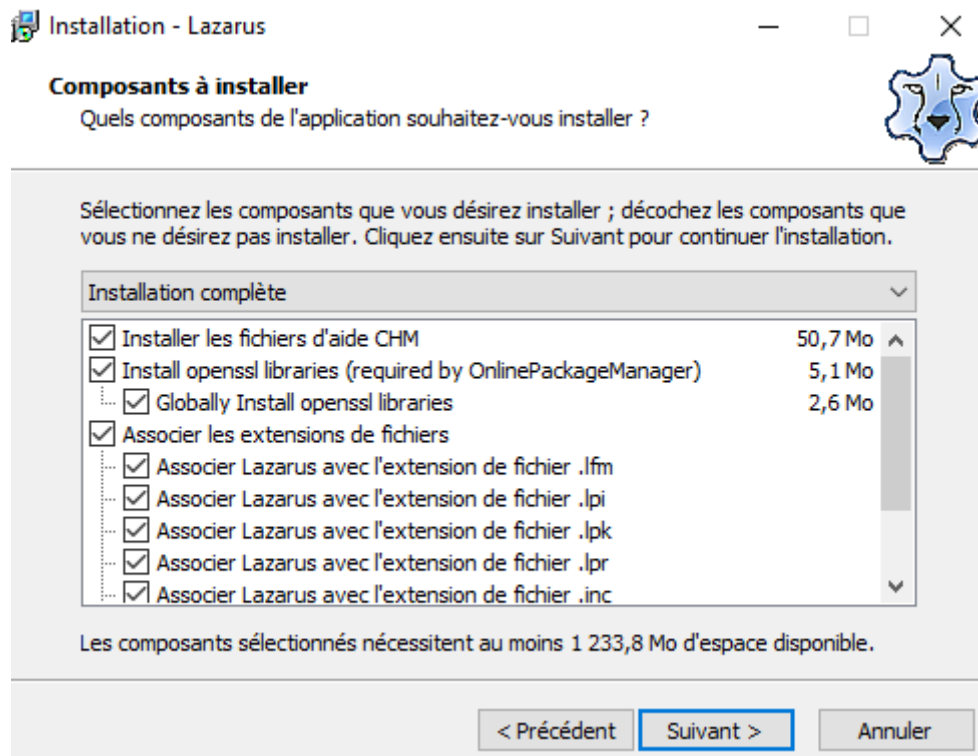 Installation - Lazarus
Composants à installer
Quels composants de l'application souhaitez-vous installer ?
Sélectionnez les composants que vous désirez installer ; décochez les composants que
vous ne désirez pas installer. Cliquez ensuite sur Suivant pour continuer l'installation.
Installation complète
Installer les fichiers d'aide CHM 50,7 Mo
Install openssl libraries (required by OnlinePackageManager) 5,1 Mo
Globally Install openssl libraries 2,6 Mo
Associer les extensions de fichiers
Associer Lazarus avec l'extension de fichier .lfm
Associer Lazarus avec l'extension de fichier .lpi
Associer Lazarus avec l'extension de fichier .lpk
Associer Lazarus avec l'extension de fichier .lpr
Associer Lazarus avec l'extension de fichier .inc
Les composants sélectionnés nécessitent au moins 1 233,8 Mo d'espace disponible.
< Précédent Suivant > Annuler